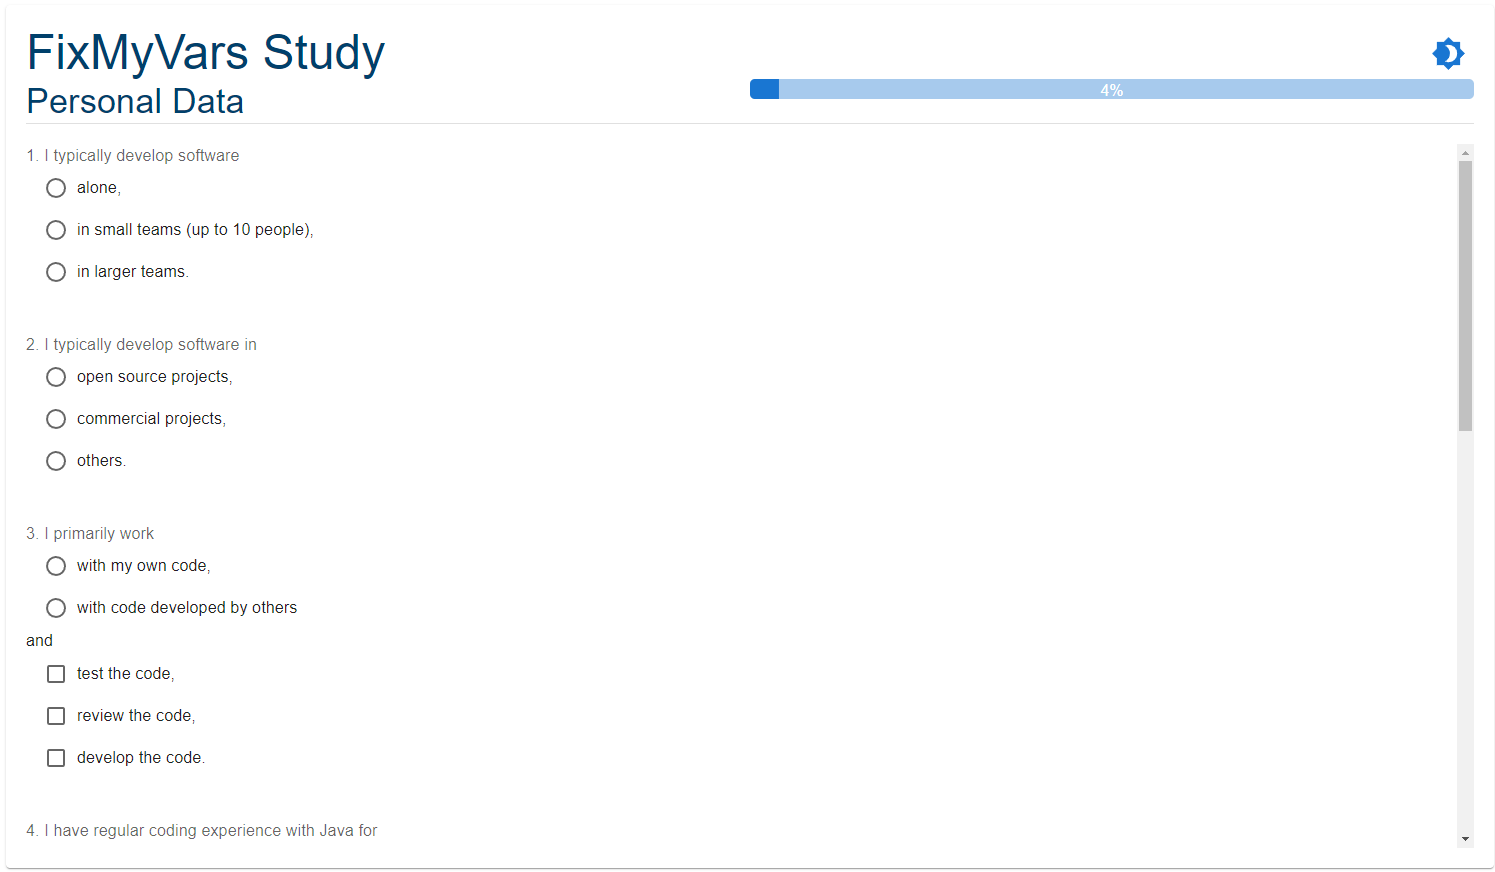 FixMyVars Study
Personal Data
4%
1. I typically develop software
alone,
in small teams (up to 10 people),
in larger teams.
2. I typically develop software in
open source projects,
commercial projects,
others.
3. I primarily work
with my own code,
with code developed by others
and
test the code,
review the code,
develop the code.
4. I have regular coding experience with Java for